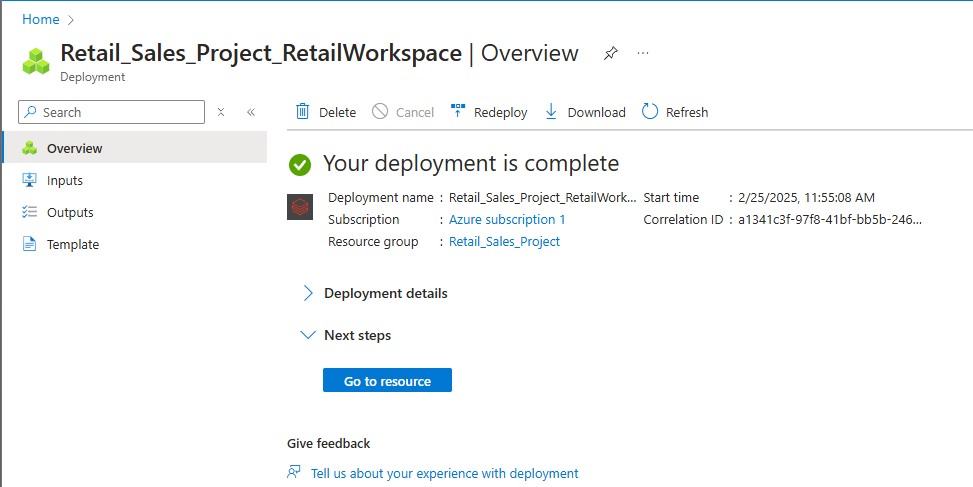 Home
Retail_Sales_Project_RetailWorkspace | Overview
Deployment
Search
Delete Cancel Redeploy Download Refresh
Overview
Inputs
Outputs
Template
Your deployment is complete
Deployment name : Retail_Sales_Project_RetailWork... Start time : 2/25/2025, 11:55:08 AM
Subscription : Azure subscription 1 Correlation ID : a1341c3f-97f8-41bf-bb5b-246...
Resource group : Retail_Sales_Project
Deployment details
Next steps
Go to resource
Give feedback
Tell us about your experience with deployment